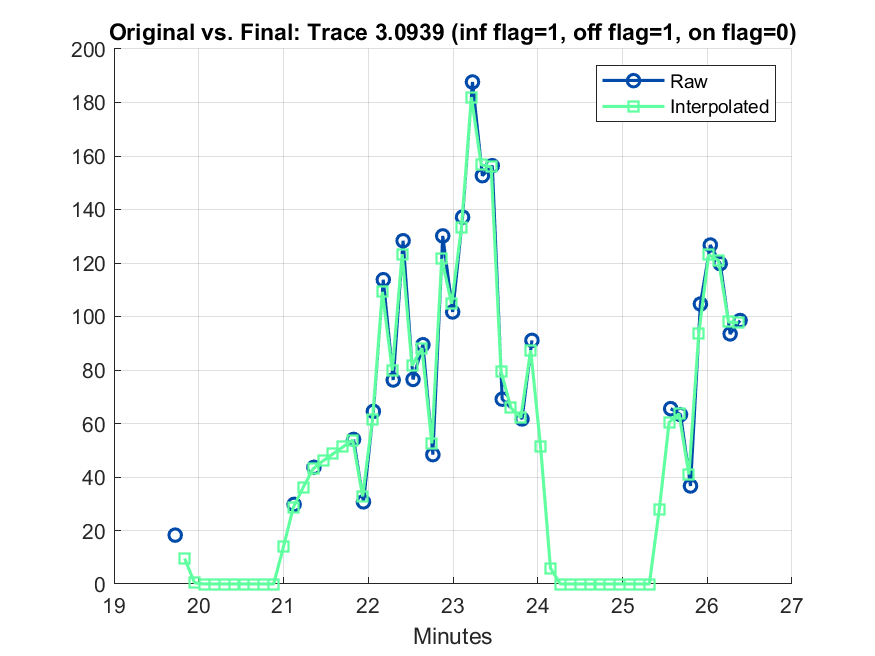 Original vs. Final: Trace 3.0939 (inf flag=1, off flag=1, on flag=0)
200
180
160
140
120
100
80
60
40
20
0
Raw
Interpolated
19 20 21 22 23 24 25 26 27
Minutes